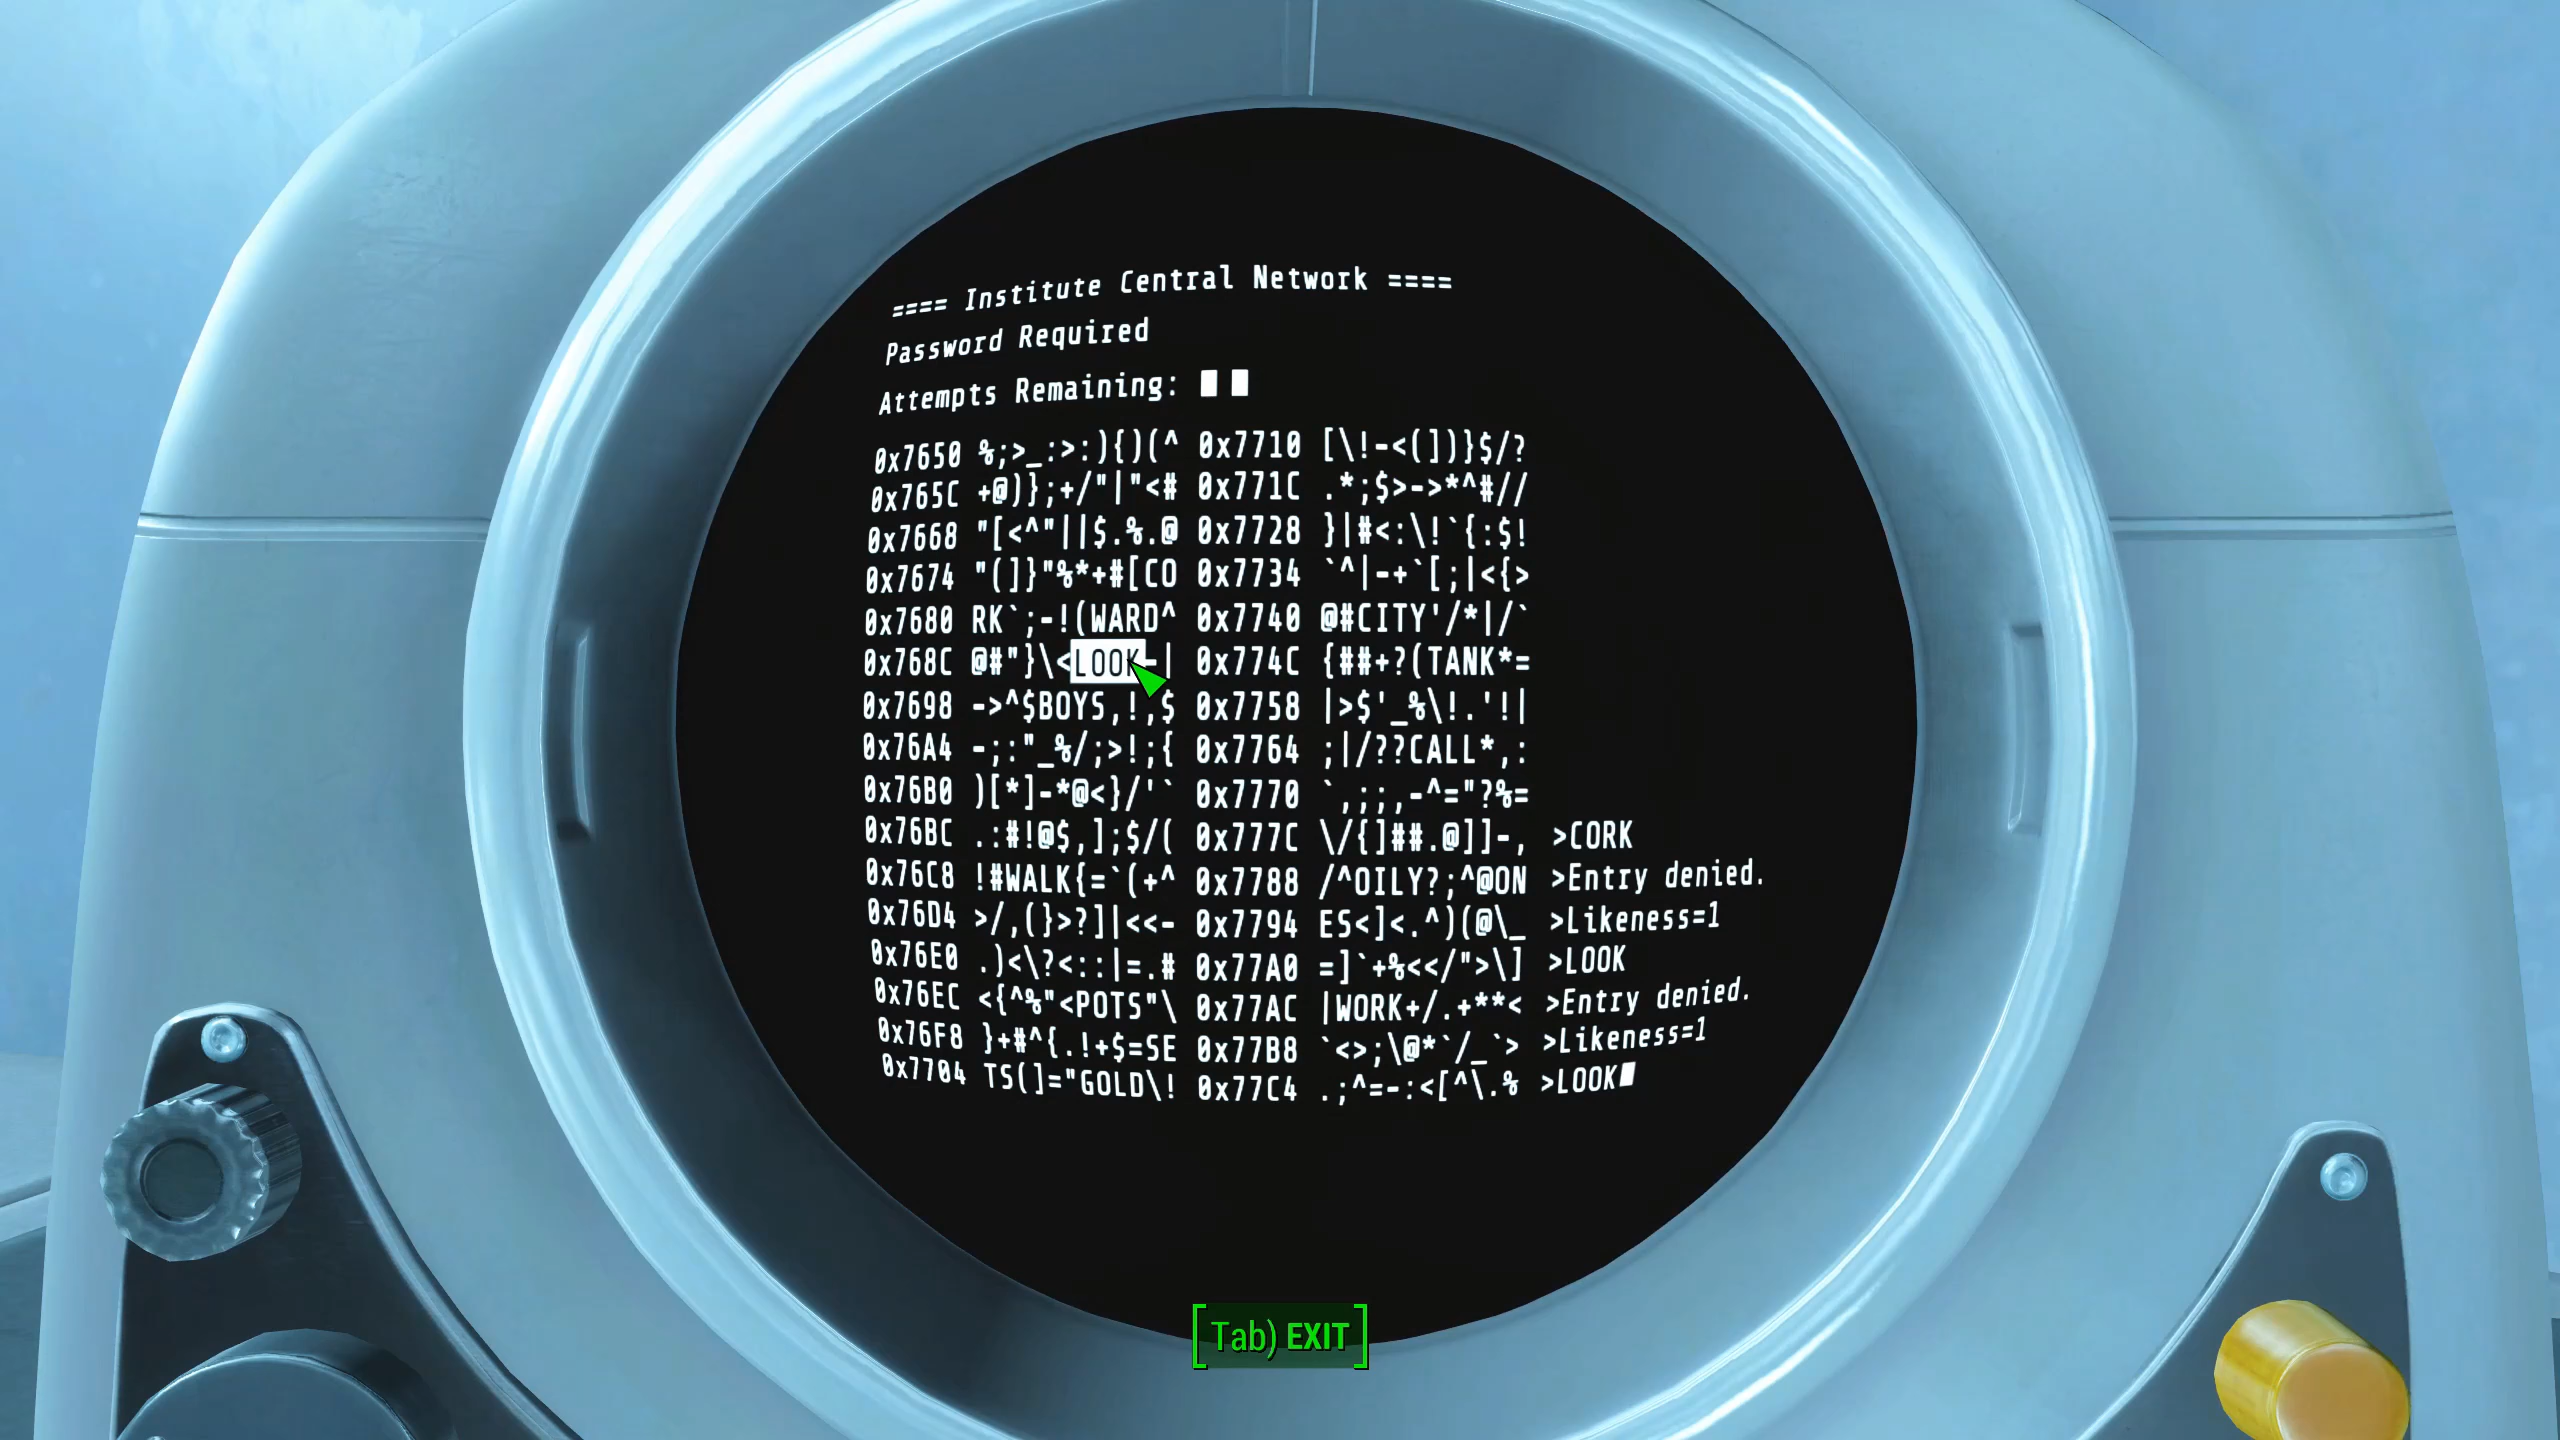 ==== Institute Central Network ====
Password Required
Attempts Remaining: ■ ■
0x7650 %;>_:>:){)(^ 0x7710 [\!-<(])}$/?
0x765C +@)};+/"|"<# 0x771C .*;$>->*^#//
0x7668 "[<^"||$.%.@ 0x7728 }|#<:\!`{:$!
0x7674 "(]}"%*+#[CO 0x7734 `^|-+`[;|<{>
0x7680 RK`;-!(WARD^ 0x7740 @#CITY'/*|/`
0x768C @#"}\<LOOK-| 0x774C {##+?(TANK*=
0x7698 ->^$BOYS,!,$ 0x7758 |>$'_%\!.'!|
0x76A4 -;:"_%/;>!;{ 0x7764 ;|/??CALL*,:
0x76B0 )[*]-*@<}/'` 0x7770 `,;;,-^="?%=
0x76BC .:#!@$,];$/( 0x777C \/{]##.@]]-, >CORK
0x76C8 !#WALK{=`(+^ 0x7788 /^OILY?;^@ON >Entry denied.
0x76D4 >/,(}>?]|<<- 0x7794 ES<]<.^)(@\_ >Likeness=1
0x76E0 .)<\?<::|=.# 0x77A0 =]`+%<</">\] >LOOK
0x76EC <{^%"<POTS"\ 0x77AC |WORK+/.+**< >Entry denied.
0x76F8 }+#^{.!+$=SE 0x77B8 `<>;\@*`/_`> >Likeness=1
0x7704 TS(]="GOLD\! 0x77C4 .;^=-:<[^\.% >LOOK■
[Tab) EXIT]